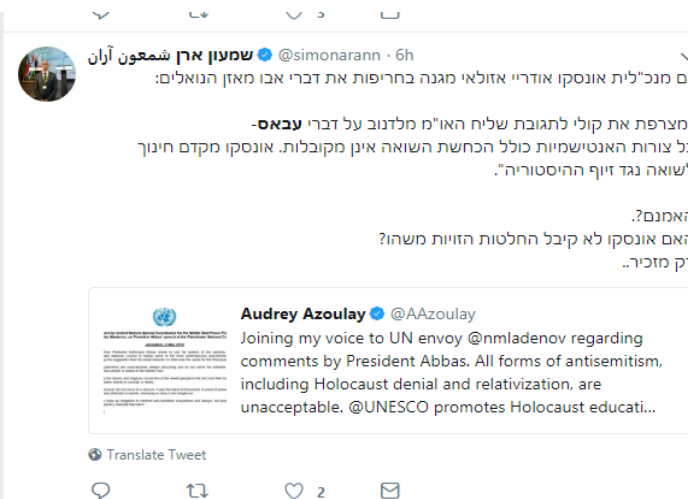 3
שמעון ארן شمعون آران @simonarann · 6h
ם מנכ"לית אונסקו אודריי אזולאי מגנה בחריפות את דברי אבו מאזן הנואלים:
מצרפת את קולי לתגובת שליח האו"מ מלדנוב על דברי עבאס-
כל צורות האנטישמיות כולל הכחשת השואה אינן מקובלות. אונסקו מקדם חינוך
לשואה נגד זיוף ההיסטוריה".
האמנם?.
האם אונסקו לא קיבל החלטות הזויות משהו?
רק מזכיר..
Audrey Azoulay @AAzoulay
Joining my voice to UN envoy @nmladenov regarding
comments by President Abbas. All forms of antisemitism,
including Holocaust denial and relativization, are
unacceptable. @UNESCO promotes Holocaust educati...
Translate Tweet
2